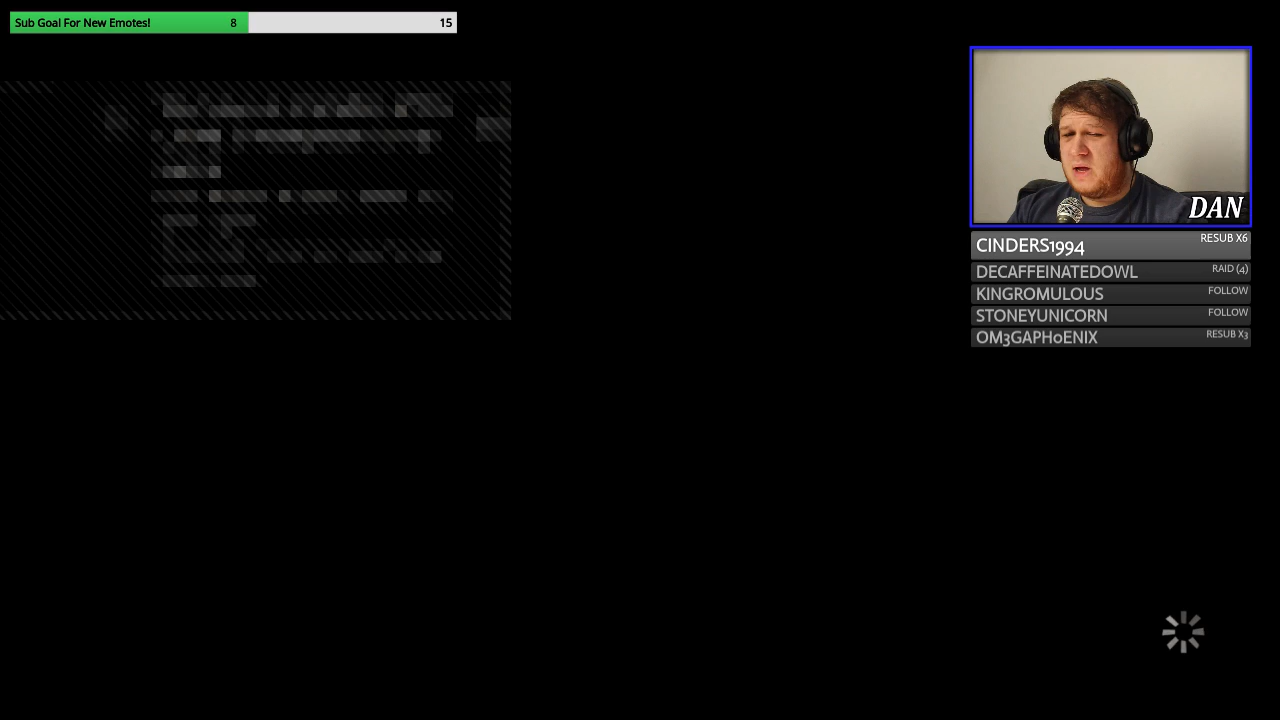 Sub Goal For New Emotes! 8 15
DAN
CINDERS1994 RESUB X6
DECAFFEINATEDOWL RAID (4)
KINGROMULOUS FOLLOW
STONEYUNICORN FOLLOW
OM3GAPH0ENIX RESUB X3